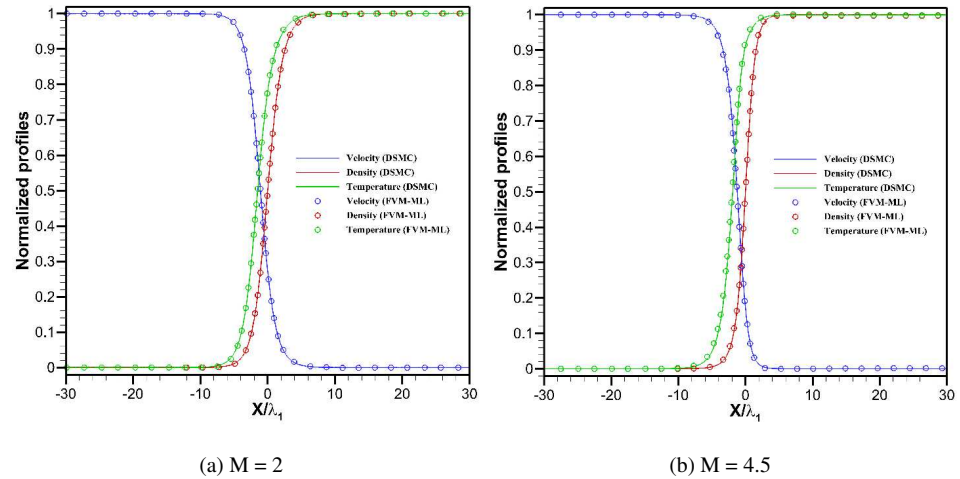 Normalized profiles
1
0.9
0.8
0.7
0.6
0.5
0.4
0.3
0.2
0.1
0
-30
-20
-10
0
10
20
30
X/λ₁
Velocity (DSMC)
Density (DSMC)
Temperature (DSMC)
Velocity (FVM-ML)
Density (FVM-ML)
Temperature (FVM-ML)
(a) M = 2
Normalized profiles
1
0.9
0.8
0.7
0.6
0.5
0.4
0.3
0.2
0.1
0
-30
-20
-10
0
10
20
30
X/λ₁
Velocity (DSMC)
Density (DSMC)
Temperature (DSMC)
Velocity (FVM-ML)
Density (FVM-ML)
Temperature (FVM-ML)
(b) M = 4.5